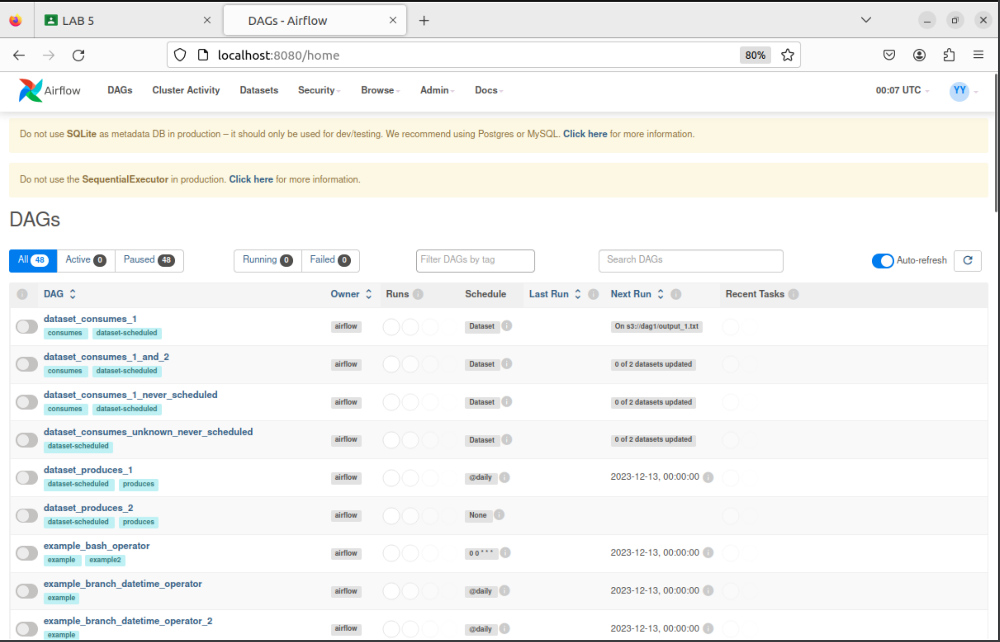 LAB 5
DAGs - Airflow
localhost:8080/home
80%
Airflow DAGs Cluster Activity Datasets Security Browse Admin Docs 00:07 UTC YY
Do not use SQLite as metadata DB in production – it should only be used for dev/testing. We recommend using Postgres or MySQL. Click here for more information.
Do not use the SequentialExecutor in production. Click here for more information.
DAGs
All 48 Active 0 Paused 48 Running 0 Failed 0 Filter DAGs by tag Search DAGs Auto-refresh
DAG Owner Runs Schedule Last Run Next Run Recent Tasks
dataset_consumes_1
consumes dataset-scheduled
airflow Dataset On s3://dag1/output_1.txt
dataset_consumes_1_and_2
consumes dataset-scheduled
airflow Dataset 0 of 2 datasets updated
dataset_consumes_1_never_scheduled
consumes dataset-scheduled
airflow Dataset 0 of 2 datasets updated
dataset_consumes_unknown_never_scheduled
dataset-scheduled
airflow Dataset 0 of 2 datasets updated
dataset_produces_1
dataset-scheduled produces
airflow @daily 2023-12-13, 00:00:00
dataset_produces_2
dataset-scheduled produces
airflow None
example_bash_operator
example example2
airflow 0 0 * * * 2023-12-13, 00:00:00
example_branch_datetime_operator
example
airflow @daily 2023-12-13, 00:00:00
example_branch_datetime_operator_2
example
airflow @daily 2023-12-13, 00:00:00